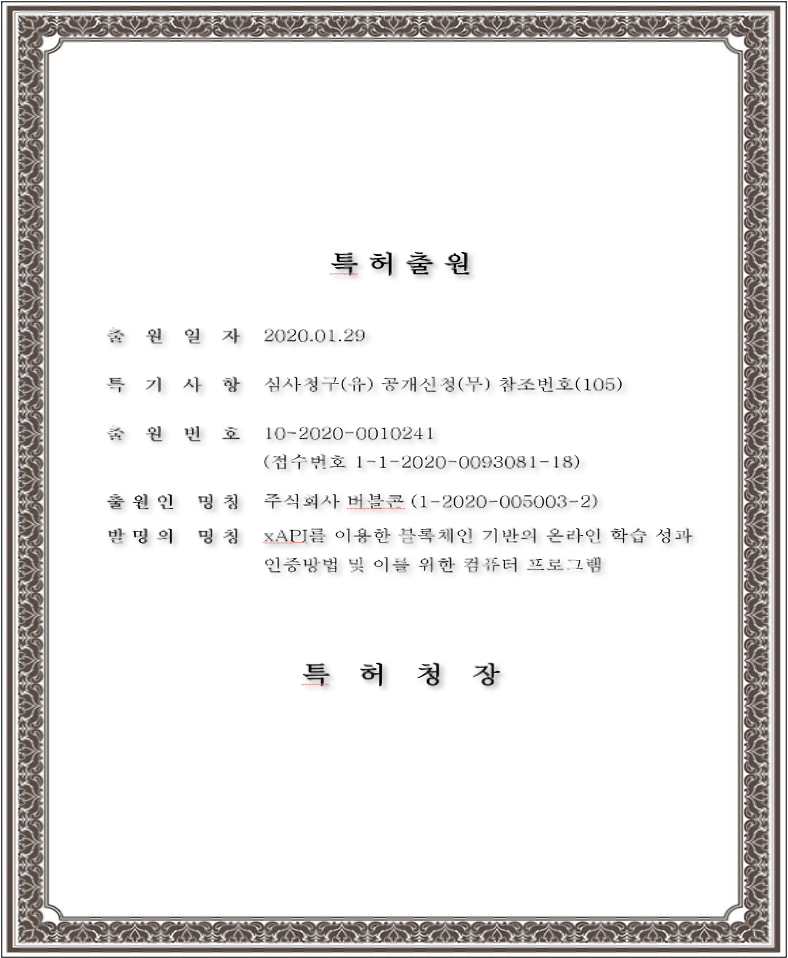 특허출원
출원일자 2020.01.29
특기사항 심사청구(유) 공개신청(무) 참조번호(105)
출원번호 10-2020-0010241
(접수번호 1-1-2020-0093081-18)
출원인 명칭 주식회사 버블콘 (1-2020-005003-2)
발명의 명칭 xAPI를 이용한 블록체인 기반의 온라인 학습 성과
인증방법 및 이를 위한 컴퓨터 프로그램
특허청장